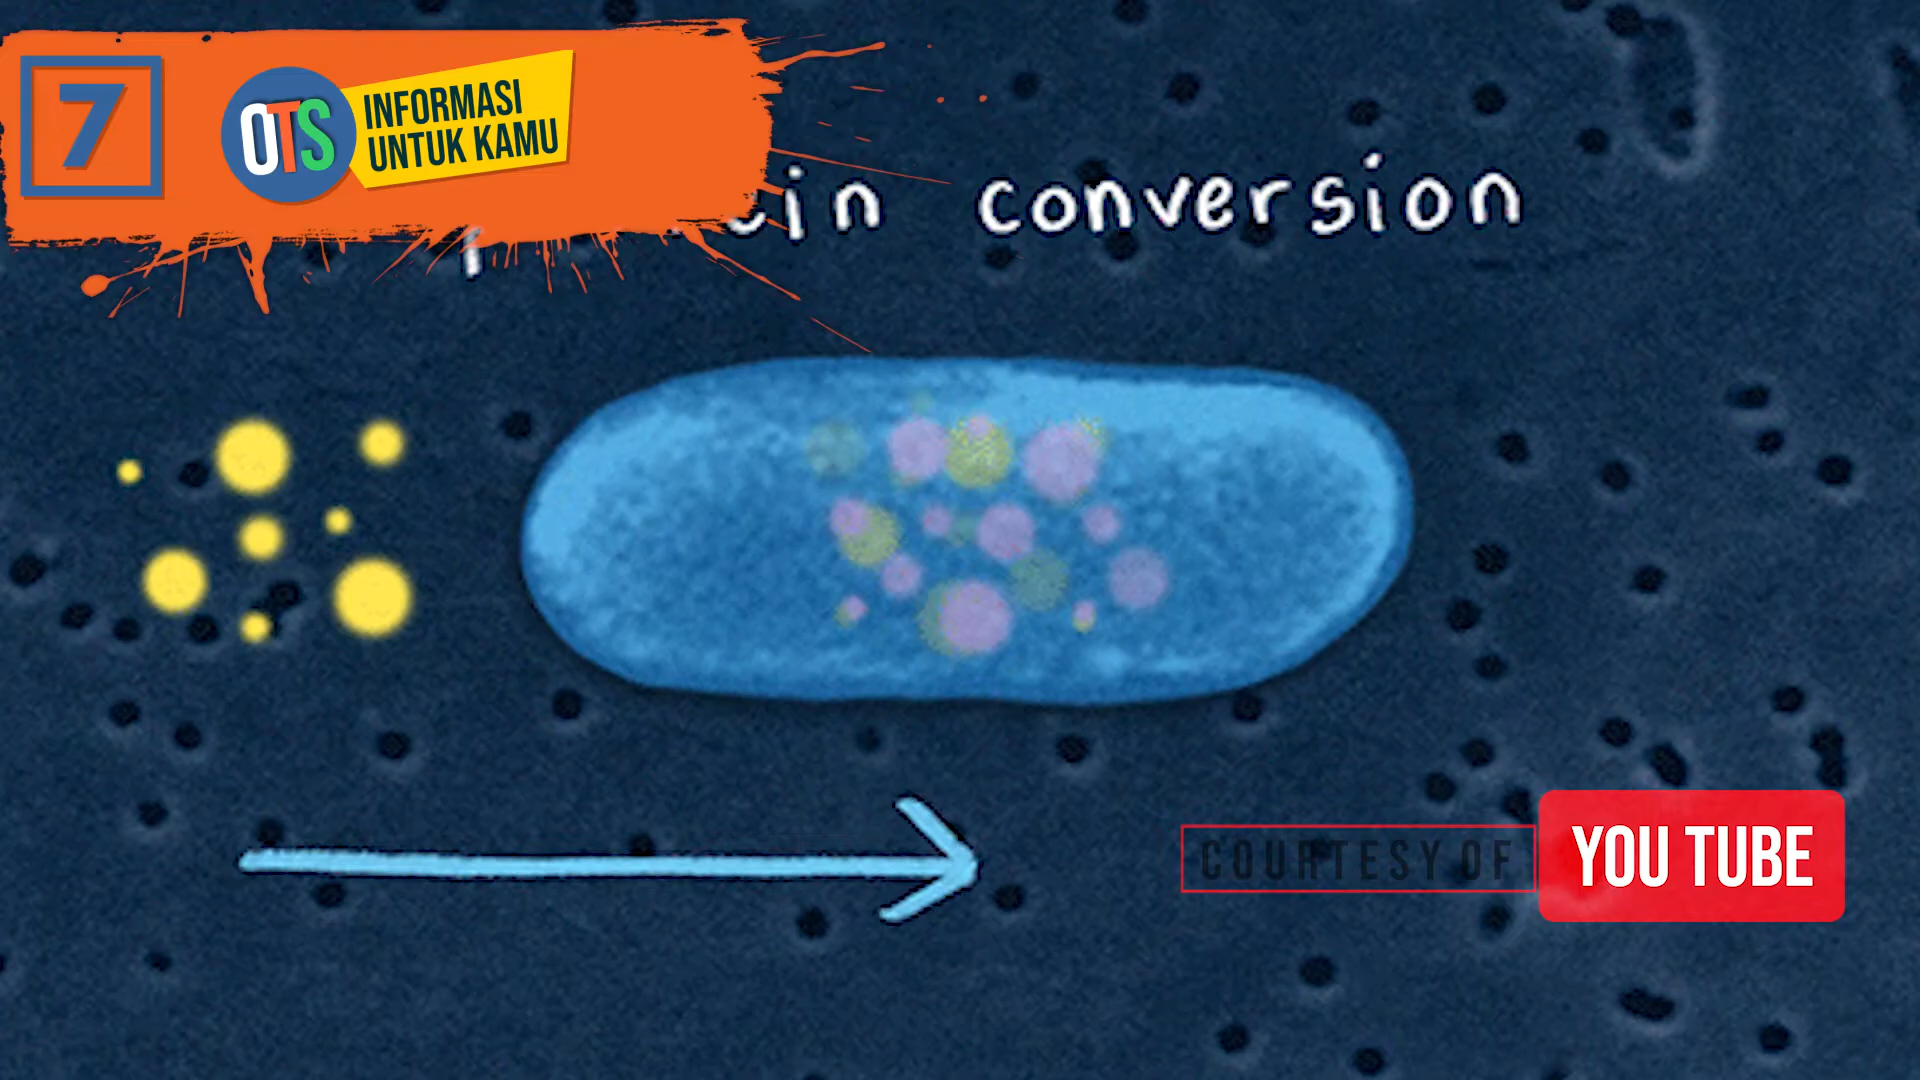 7
OTS
INFORMASI
UNTUK KAMU
conversion
COURTESY OF
YOU TUBE